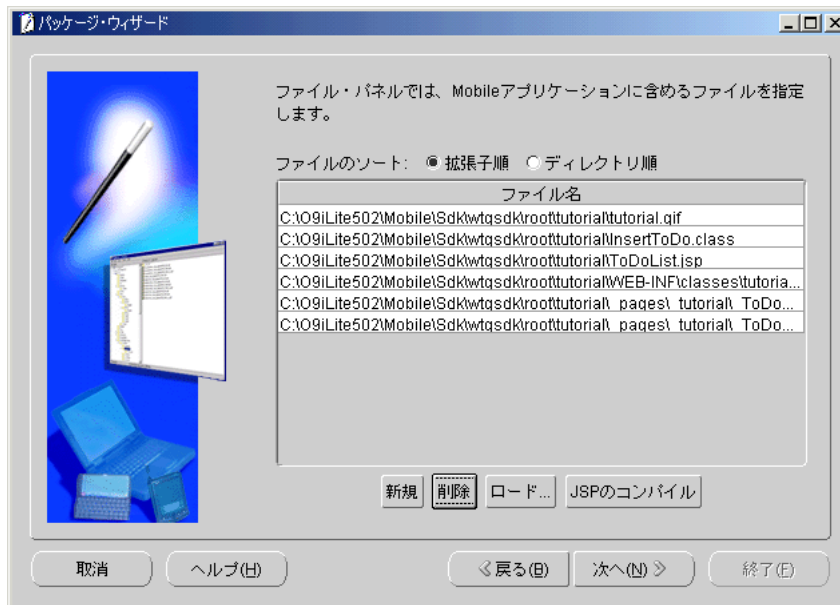 パッケージ・ウィザード
ファイル・パネルでは、Mobileアプリケーションに含めるファイルを指定
します。
ファイルのソート: 拡張子順 ディレクトリ順
ファイル名
C:\O9iLite502\Mobile\Sdk\wtgsdk\root\tutorial\tutorial.gif
C:\O9iLite502\Mobile\Sdk\wtgsdk\root\tutorial\InsertToDo.class
C:\O9iLite502\Mobile\Sdk\wtgsdk\root\tutorial\ToDoList.jsp
C:\O9iLite502\Mobile\Sdk\wtgsdk\root\tutorial\WEB-INF\classes\tutoria...
C:\O9iLite502\Mobile\Sdk\wtgsdk\root\tutorial\_pages\_tutorial\_ToDo...
C:\O9iLite502\Mobile\Sdk\wtgsdk\root\tutorial\_pages\_tutorial\_ToDo...
新規 削除 ロード... JSPのコンパイル
取消 ヘルプ(H) 戻る(B) 次へ(N) 終了(F)